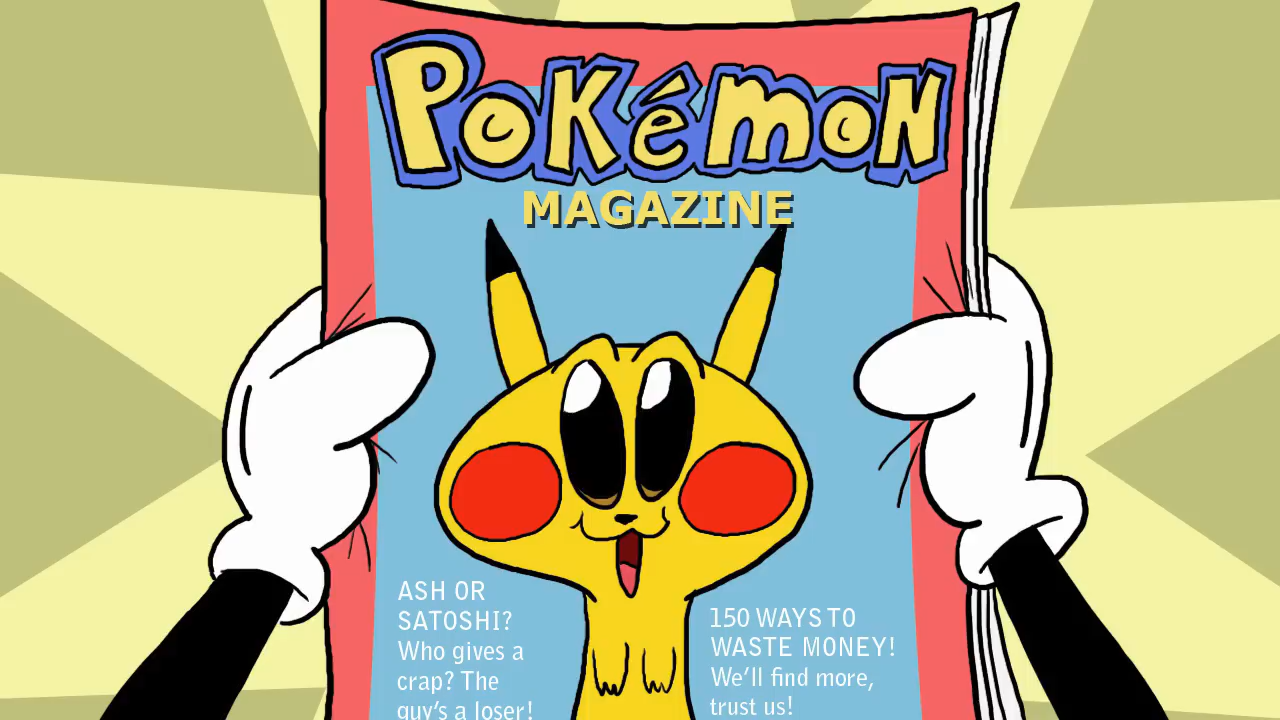 POKéMON
MAGAZINE
ASH OR
SATOSHI?
Who gives a
crap? The
guy's a loser!
150 WAYS TO
WASTE MONEY!
We'll find more,
trust us!